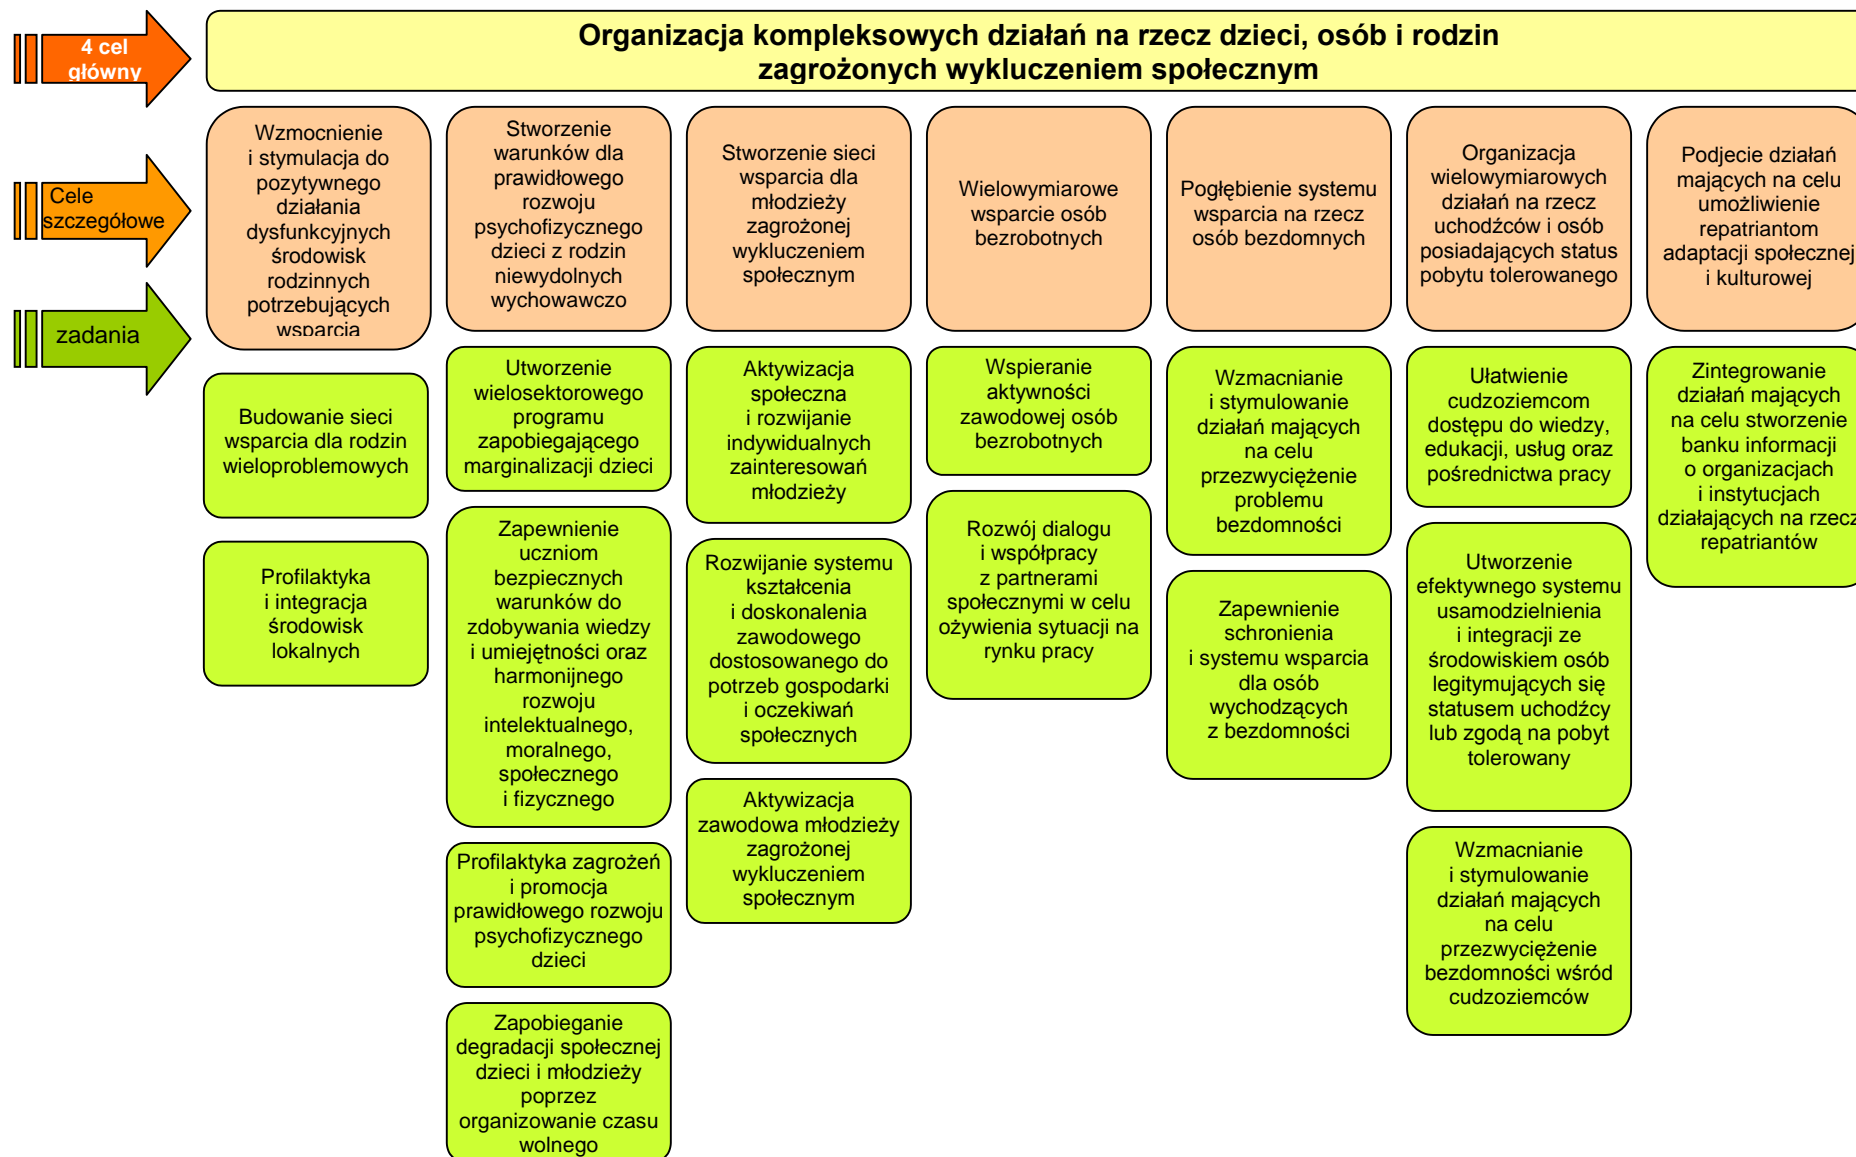 4 cel
główny
Organizacja kompleksowych działań na rzecz dzieci, osób i rodzin
zagrożonych wykluczeniem społecznym
Cele
szczegółowe
zadania
Wzmocnienie
i stymulacja do
pozytywnego
działania
dysfunkcyjnych
środowisk
rodzinnych
potrzebujących
wsparcia
Stworzenie
warunków dla
prawidłowego
rozwoju
psychofizycznego
dzieci z rodzin
niewydolnych
wychowawczo
Stworzenie sieci
wsparcia dla
młodzieży
zagrożonej
wykluczeniem
społecznym
Wielowymiarowe
wsparcie osób
bezrobotnych
Pogłębienie systemu
wsparcia na rzecz
osób bezdomnych
Organizacja
wielowymiarowych
działań na rzecz
uchodźców i osób
posiadających status
pobytu tolerowanego
Podjecie działań
mających na celu
umożliwienie
repatriantom
adaptacji społecznej
i kulturowej
Budowanie sieci
wsparcia dla rodzin
wieloproblemowych
Profilaktyka
i integracja
środowisk
lokalnych
Utworzenie
wielosektorowego
programu
zapobiegającego
marginalizacji dzieci
Zapewnienie
uczniom
bezpiecznych
warunków do
zdobywania wiedzy
i umiejętności oraz
harmonijnego
rozwoju
intelektualnego,
moralnego,
społecznego
i fizycznego
Profilaktyka zagrożeń
i promocja
prawidłowego rozwoju
psychofizycznego
dzieci
Zapobieganie
degradacji społecznej
dzieci i młodzieży
poprzez
organizowanie czasu
wolnego
Aktywizacja
społeczna
i rozwijanie
indywidualnych
zainteresowań
młodzieży
Rozwijanie systemu
kształcenia
i doskonalenia
zawodowego
dostosowanego do
potrzeb gospodarki
i oczekiwań
społecznych
Aktywizacja
zawodowa młodzieży
zagrożonej
wykluczeniem
społecznym
Wspieranie
aktywności
zawodowej osób
bezrobotnych
Rozwój dialogu
i współpracy
z partnerami
społecznymi w celu
ożywienia sytuacji na
rynku pracy
Wzmacnianie
i stymulowanie
działań mających
na celu
przezwyciężenie
problemu
bezdomności
Zapewnienie
schronienia
i systemu wsparcia
dla osób
wychodzących
z bezdomności
Ułatwienie
cudzoziemcom
dostępu do wiedzy,
edukacji, usług oraz
pośrednictwa pracy
Utworzenie
efektywnego systemu
usamodzielnienia
i integracji ze
środowiskiem osób
legitymujących się
statusem uchodźcy
lub zgodą na pobyt
tolerowany
Wzmacnianie
i stymulowanie
działań mających
na celu
przezwyciężenie
bezdomności wśród
cudzoziemców
Zintegrowanie
działań mających
na celu stworzenie
banku informacji
o organizacjach
i instytucjach
działających na rzecz
repatriantów